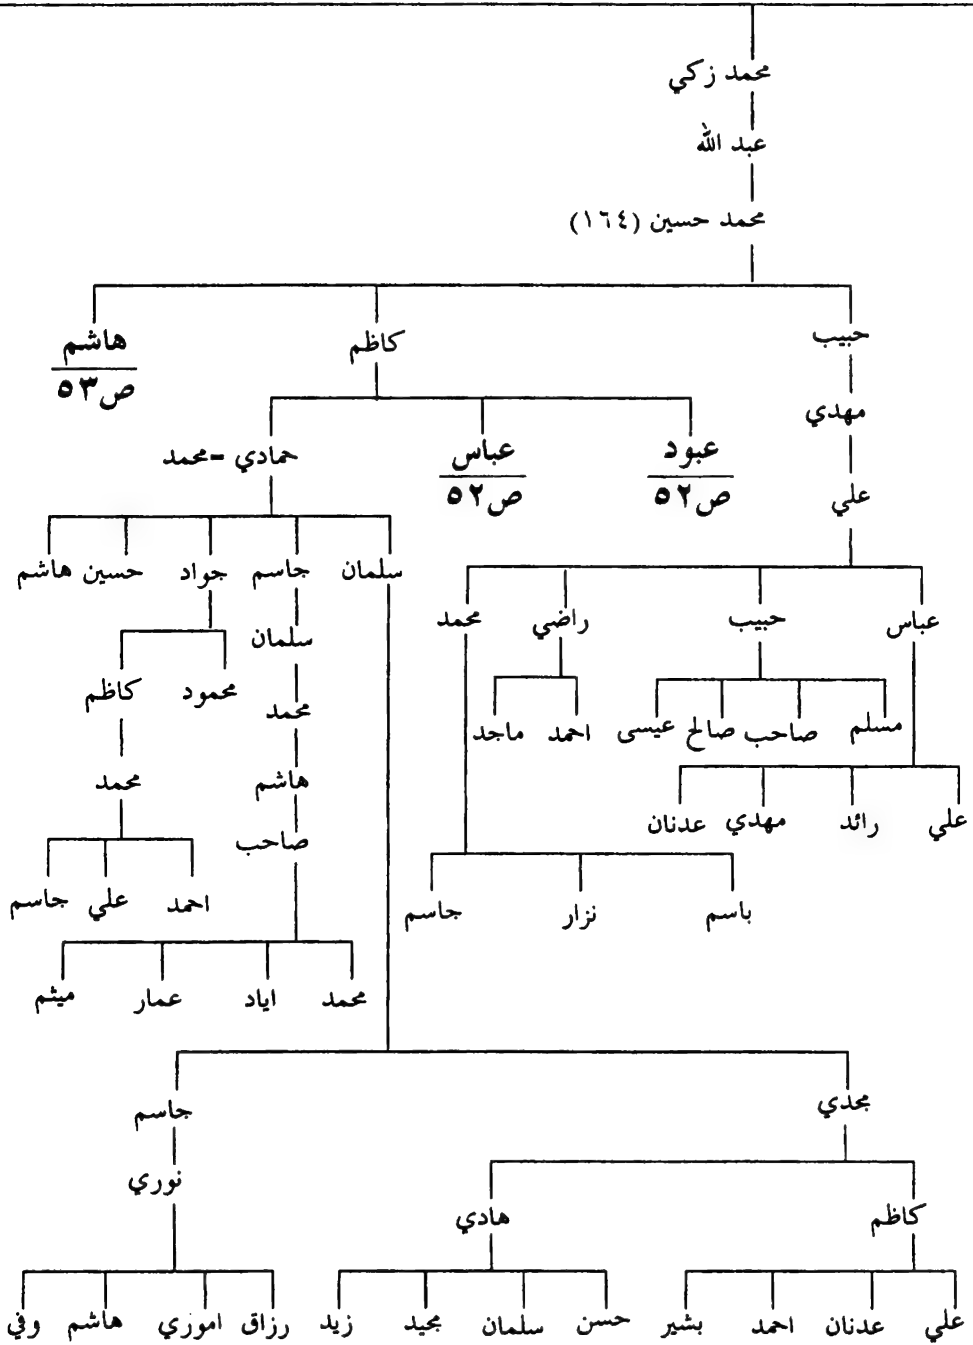 محمد زكي
عبد الله
محمد حسين (١٦٤)
حبيب كاظم هاشم
ص٥٣
مهدي
عبود عباس حمادي = محمد
ص٥٢ ص٥٢
علي
سلمان جاسم جواد حسين هاشم
عباس حبيب راضي محمد سلمان
محمود كاظم
محمد
مسلم صاحب صالح عيسى احمد ماجد
هاشم محمد
علي رائد مهدي عدنان صاحب
باسم نزار جاسم احمد علي جاسم
محمد اياد عمار ميثم
مجدي جاسم
نوري
كاظم هادي
علي عدنان احمد بشير حسن سلمان مجيد زيد رزاق اموري هاشم وفي